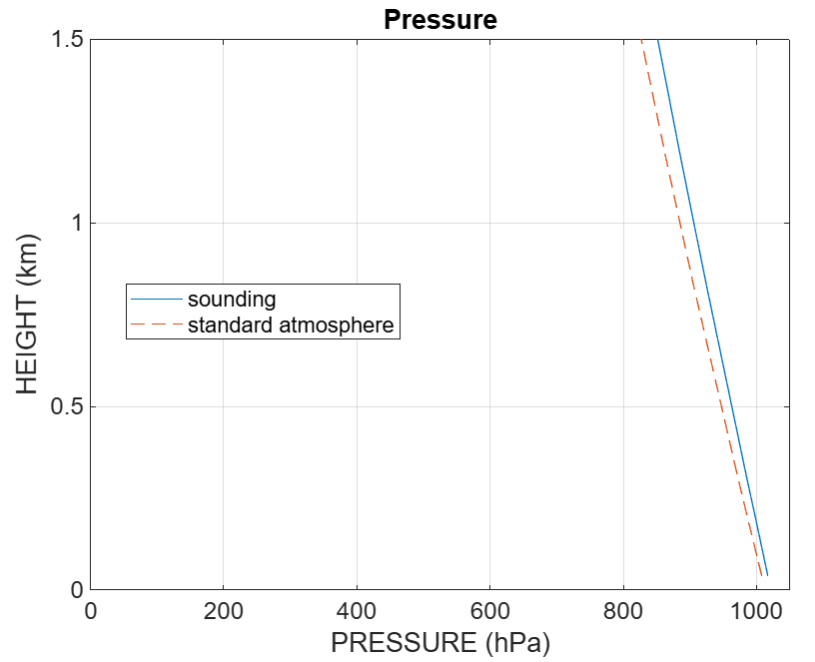 Pressure
1.5
1
0.5
0
HEIGHT (km)
sounding
standard atmosphere
0 200 400 600 800 1000
PRESSURE (hPa)